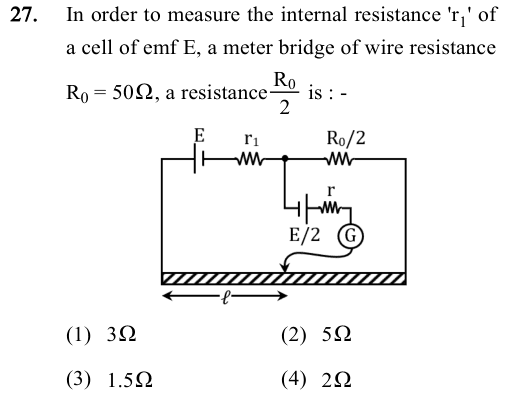 27. In order to measure the internal resistance 'r₁' of
a cell of emf E, a meter bridge of wire resistance
R₀ = 50Ω, a resistance R₀/2 is : -
E r₁ R₀/2
r
E/2 G
ℓ
(1) 3Ω (2) 5Ω
(3) 1.5Ω (4) 2Ω